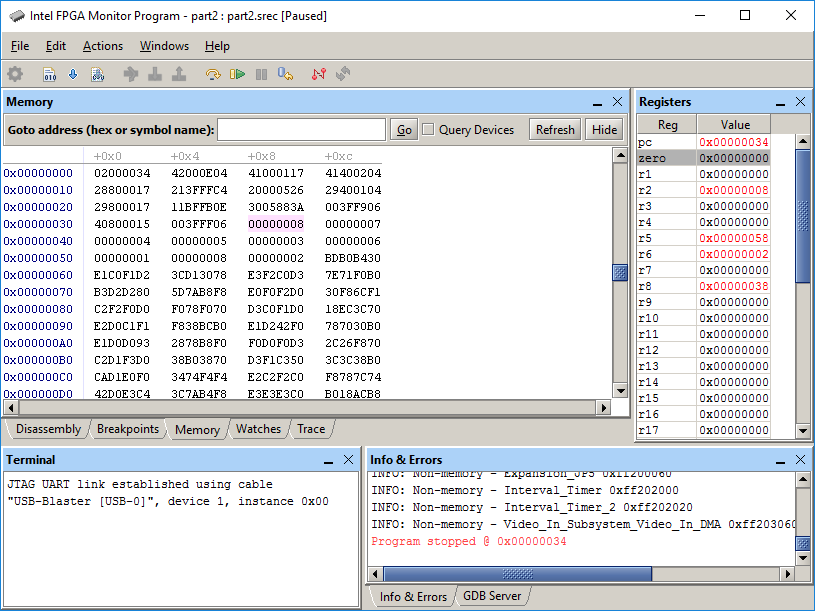 Intel FPGA Monitor Program - part2 : part2.srec [Paused]
File Edit Actions Windows Help
Memory
Goto address (hex or symbol name): Go Query Devices Refresh Hide
+0x0 +0x4 +0x8 +0xc
0x00000000 02000034 42000E04 41000117 41400204
0x00000010 28800017 213FFFC4 20000526 29400104
0x00000020 29800017 11BFFB0E 3005883A 003FF906
0x00000030 40800015 003FFF06 00000008 00000007
0x00000040 00000004 00000005 00000003 00000006
0x00000050 00000001 00000008 00000002 BDB0B430
0x00000060 E1C0F1D2 3CD13078 E3F2C0D3 7E71F0B0
0x00000070 B3D2D280 5D7AB8F8 E0F0F2D0 30F86CF1
0x00000080 C2F2F0D0 F078F070 D3C0F1D0 18EC3C70
0x00000090 E2D0C1F1 F838BCB0 E1D242F0 787030B0
0x000000A0 E1D0D093 2878B8F0 F0D0F0D3 2C26F870
0x000000B0 C2D1F3D0 38B03870 D3F1C350 3C3C38B0
0x000000C0 CAD1E0F0 3474F4F4 E2C2F2C0 F8787C74
0x000000D0 42D0E3C4 3C7AB4F8 E3E3E3C0 B018ACB8
Disassembly Breakpoints Memory Watches Trace
Registers
Reg Value
pc 0x00000034
zero 0x00000000
r1 0x00000000
r2 0x00000008
r3 0x00000000
r4 0x00000000
r5 0x00000058
r6 0x00000002
r7 0x00000000
r8 0x00000038
r9 0x00000000
r10 0x00000000
r11 0x00000000
r12 0x00000000
r13 0x00000000
r14 0x00000000
r15 0x00000000
r16 0x00000000
r17 0x00000000
Terminal
JTAG UART link established using cable
"USB-Blaster [USB-0]", device 1, instance 0x00
Info & Errors
INFO: Non-memory - Expansion_JP5 0xff200060
INFO: Non-memory - Interval_Timer 0xff202000
INFO: Non-memory - Interval_Timer_2 0xff202020
INFO: Non-memory - Video_In_Subsystem_Video_In_DMA 0xff203060
Program stopped @ 0x00000034
Info & Errors GDB Server